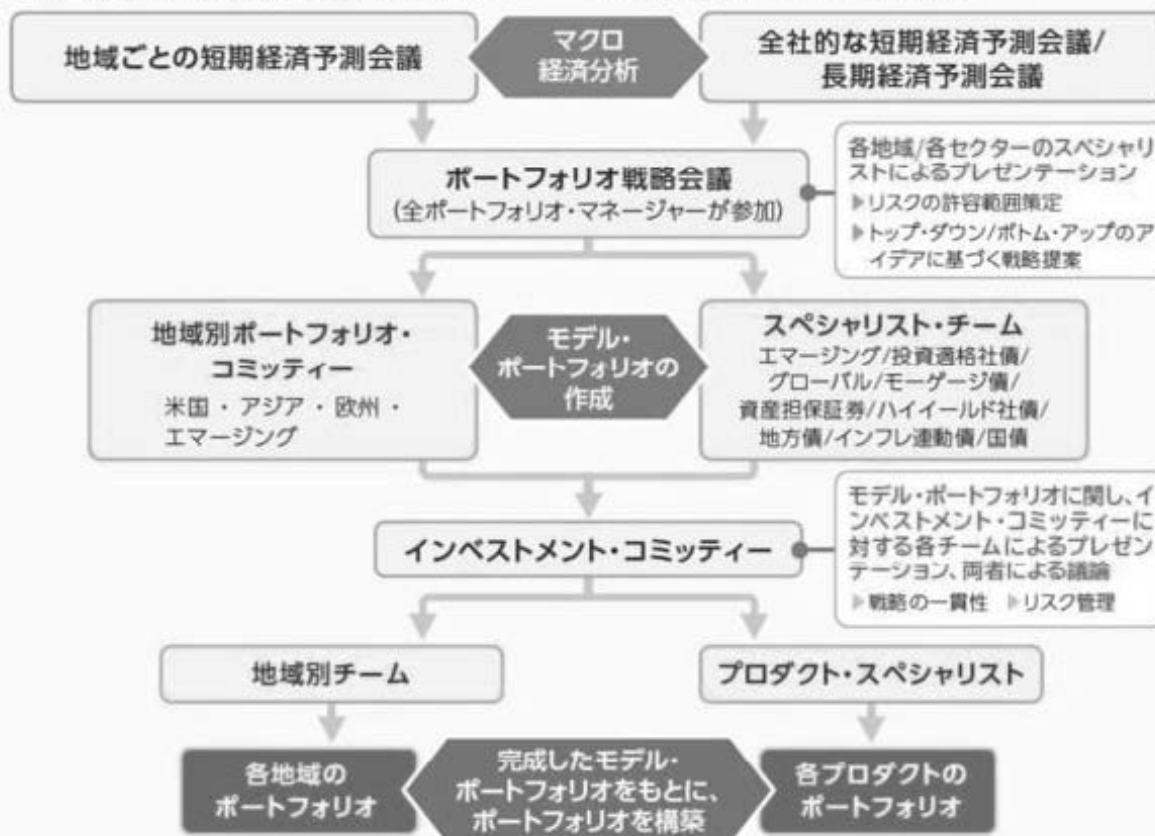 地域ごとの短期経済予測会議
マクロ
経済分析
全社的な短期経済予測会議/
長期経済予測会議
ポートフォリオ戦略会議
(全ポートフォリオ・マネージャーが参加)
各地域/各セクターのスペシャリ
ストによるプレゼンテーション
▶リスクの許容範囲策定
▶トップ・ダウン/ボトム・アップのア
イデアに基づく戦略提案
地域別ポートフォリオ・
コミッティー
米国・アジア・欧州・
エマージング
モデル・
ポートフォリオの
作成
スペシャリスト・チーム
エマージング/投資適格社債/
グローバル/モーゲージ債/
資産担保証券/ハイイールド社債/
地方債/インフレ連動債/国債
インベストメント・コミッティー
モデル・ポートフォリオに関し、イ
ンベストメント・コミッティーに
対する各チームによるプレゼン
テーション、両者による議論
▶戦略の一貫性 ▶リスク管理
地域別チーム
プロダクト・スペシャリスト
各地域の
ポートフォリオ
完成したモデル・
ポートフォリオをもとに、
ポートフォリオを構築
各プロダクトの
ポートフォリオ